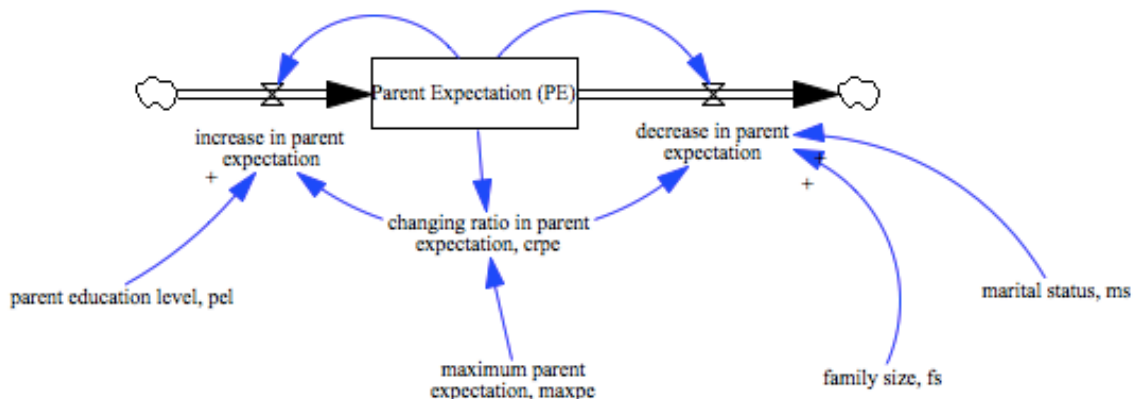 Parent Expectation (PE)
increase in parent
expectation
+
decrease in parent
expectation
+
+
changing ratio in parent
expectation, crpe
parent education level, pel
marital status, ms
maximum parent
expectation, maxpe
family size, fs